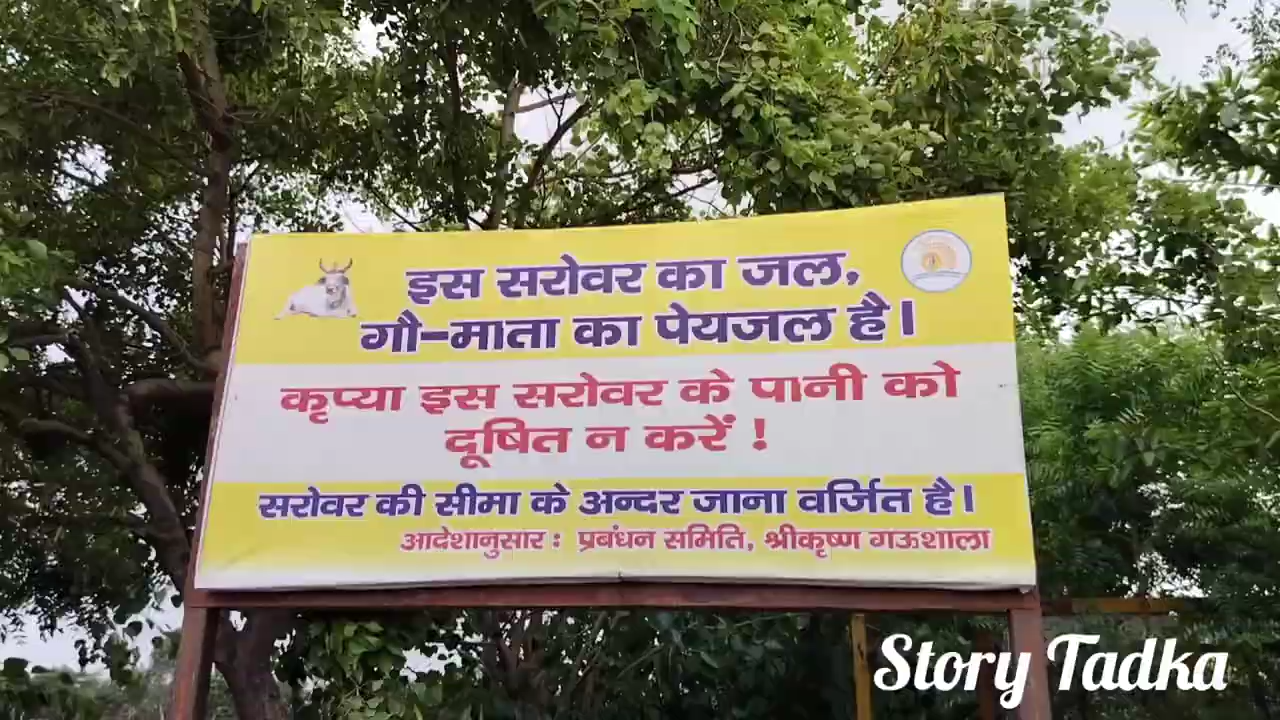 इस सरोवर का जल,
गौ-माता का पेयजल है।
कृप्या इस सरोवर के पानी को
दूषित न करें !
सरोवर की सीमा के अन्दर जाना वर्जित है।
आदेशानुसार : प्रबंधन समिति, श्रीकृष्ण गऊशाला
Story Tadka